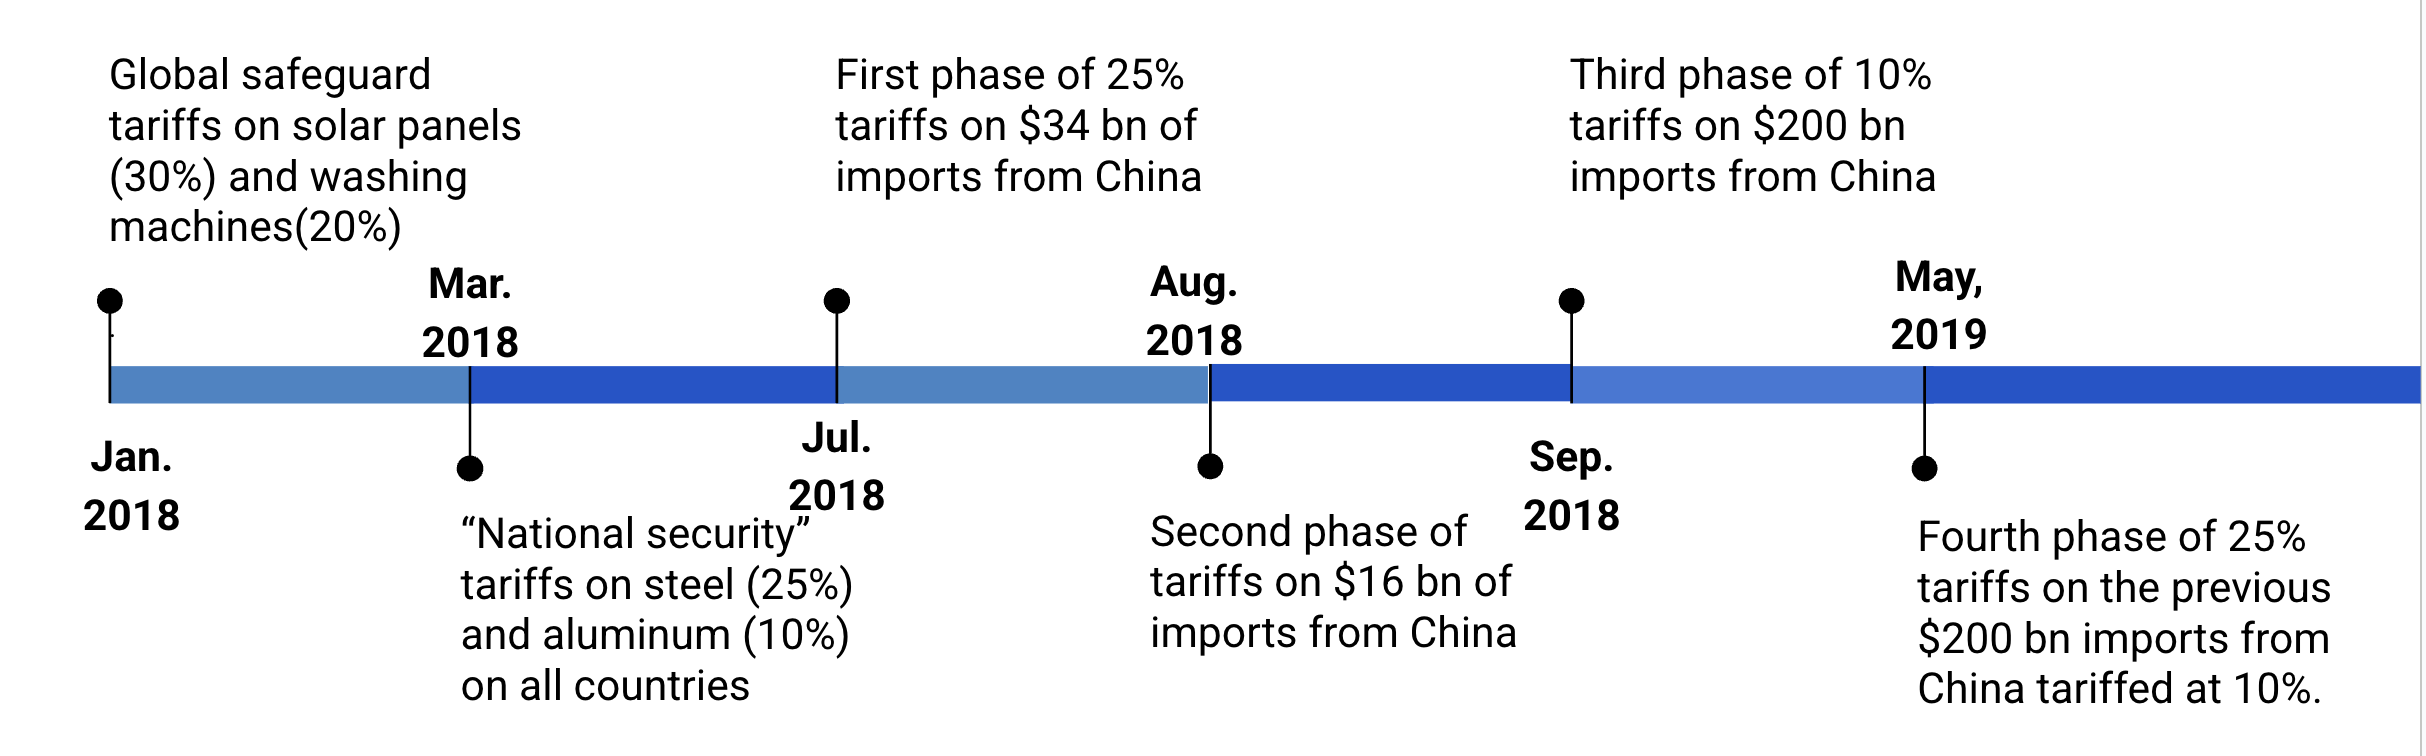 Global safeguard
tariffs on solar panels
(30%) and washing
machines(20%)
Jan.
2018
Mar.
2018
“National security”
tariffs on steel (25%)
and aluminum (10%)
on all countries
First phase of 25%
tariffs on $34 bn of
imports from China
Jul.
2018
Aug.
2018
Second phase of
tariffs on $16 bn of
imports from China
Third phase of 10%
tariffs on $200 bn
imports from China
Sep.
2018
May,
2019
Fourth phase of 25%
tariffs on the previous
$200 bn imports from
China tariffed at 10%.